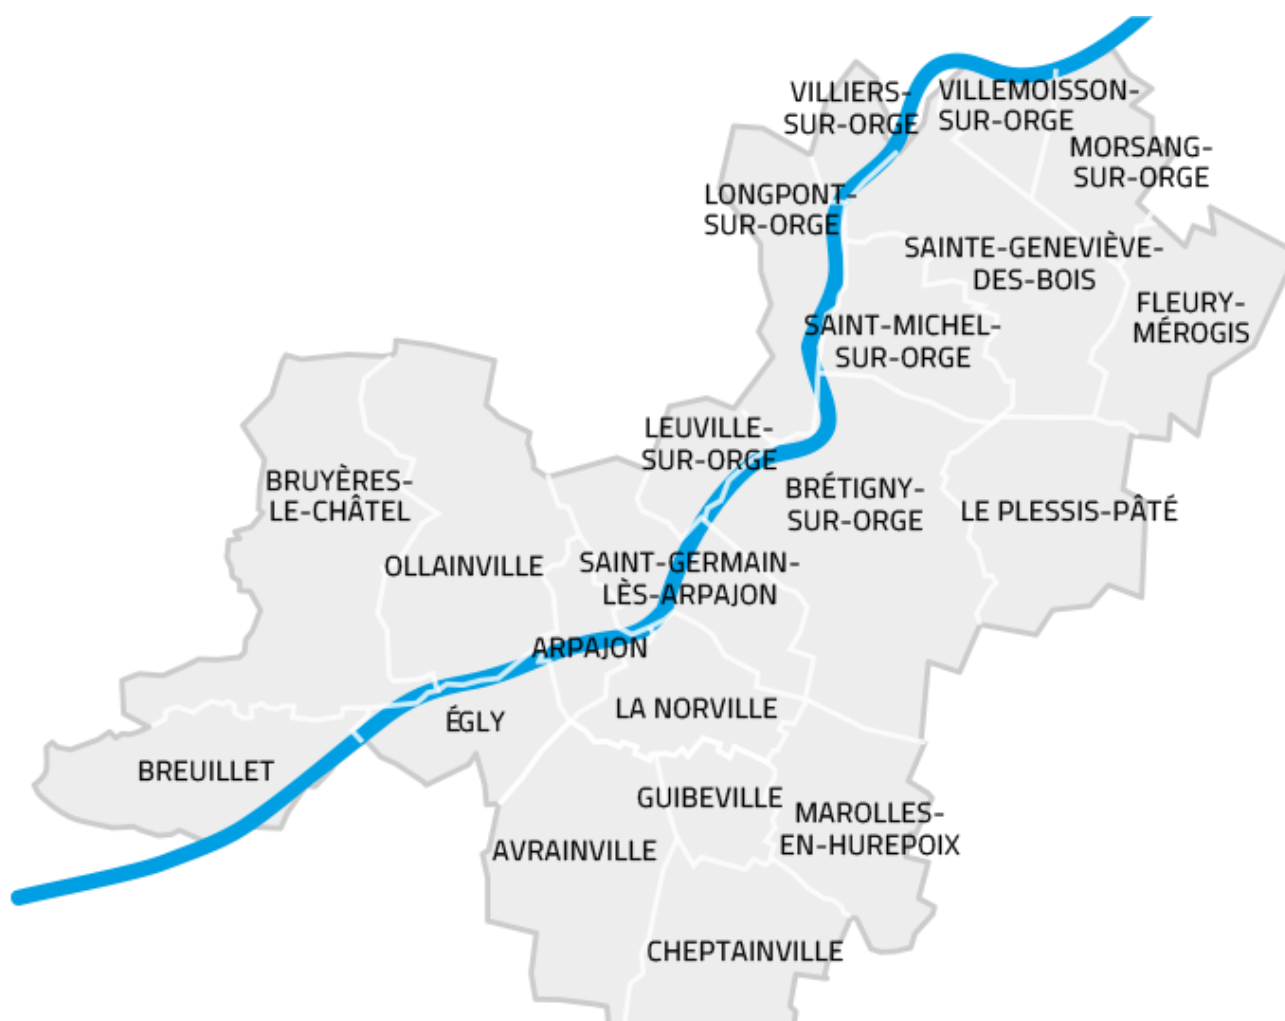 VILLIERS-
SUR-ORGE
VILLEMOISSON-
SUR-ORGE
MORSANG-
SUR-ORGE
LONGPONT-
SUR-ORGE
SAINTE-GENEVIÈVE-
DES-BOIS
FLEURY-
MÉROGIS
SAINT-MICHEL-
SUR-ORGE
LEUVILLE-
SUR-ORGE
BRUYÈRES-
LE-CHÂTEL
BRÉTIGNY-
SUR-ORGE
LE PLESSIS-PÂTÉ
OLLAINVILLE
SAINT-GERMAIN-
LÈS-ARPAJON
ARPAJON
LA NORVILLE
ÉGLY
BREUILLET
GUIBEVILLE
MAROLLES-
EN-HUREPOIX
AVRAINVILLE
CHEPTAINVILLE